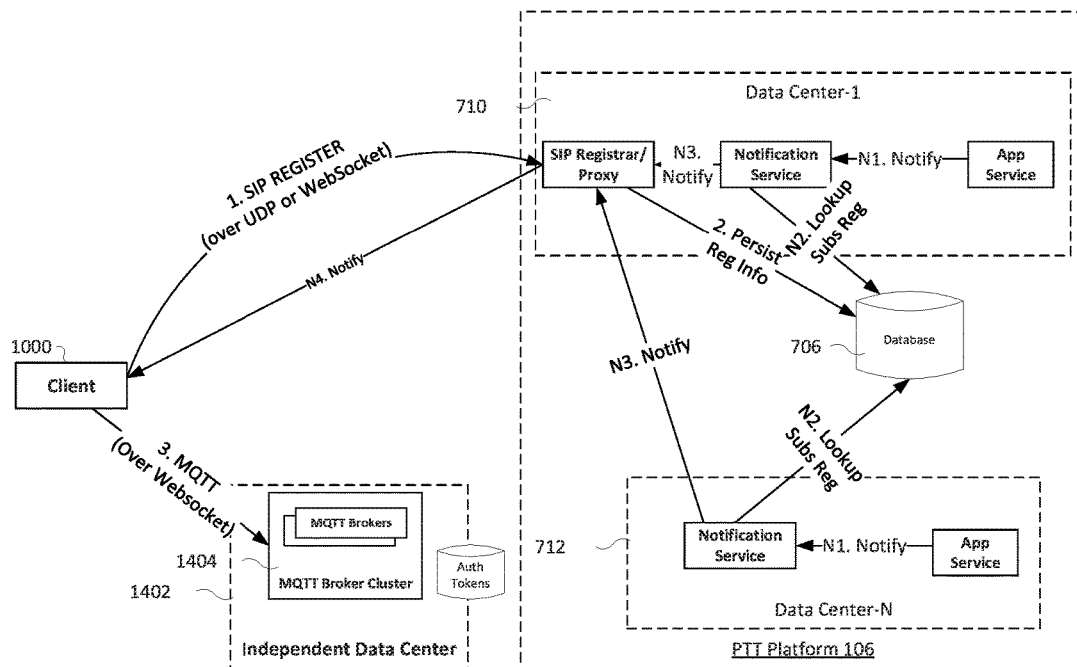 Data Center-1
710
SIP Registrar/
Proxy
N3.
Notify
Notification
Service
N1. Notify
App
Service
1. SIP REGISTER
(over UDP or WebSocket)
N2. Lookup
Subs Reg
2. Persist
Reg Info
N4. Notify
1000
Client
N3. Notify
706
Database
3. MQTT
(Over Websocket)
N2. Lookup
Subs Reg
MQTT Brokers
1404
MQTT Broker Cluster
1402
Auth
Tokens
Independent Data Center
712
Notification
Service
N1. Notify
App
Service
Data Center-N
PTT Platform 106